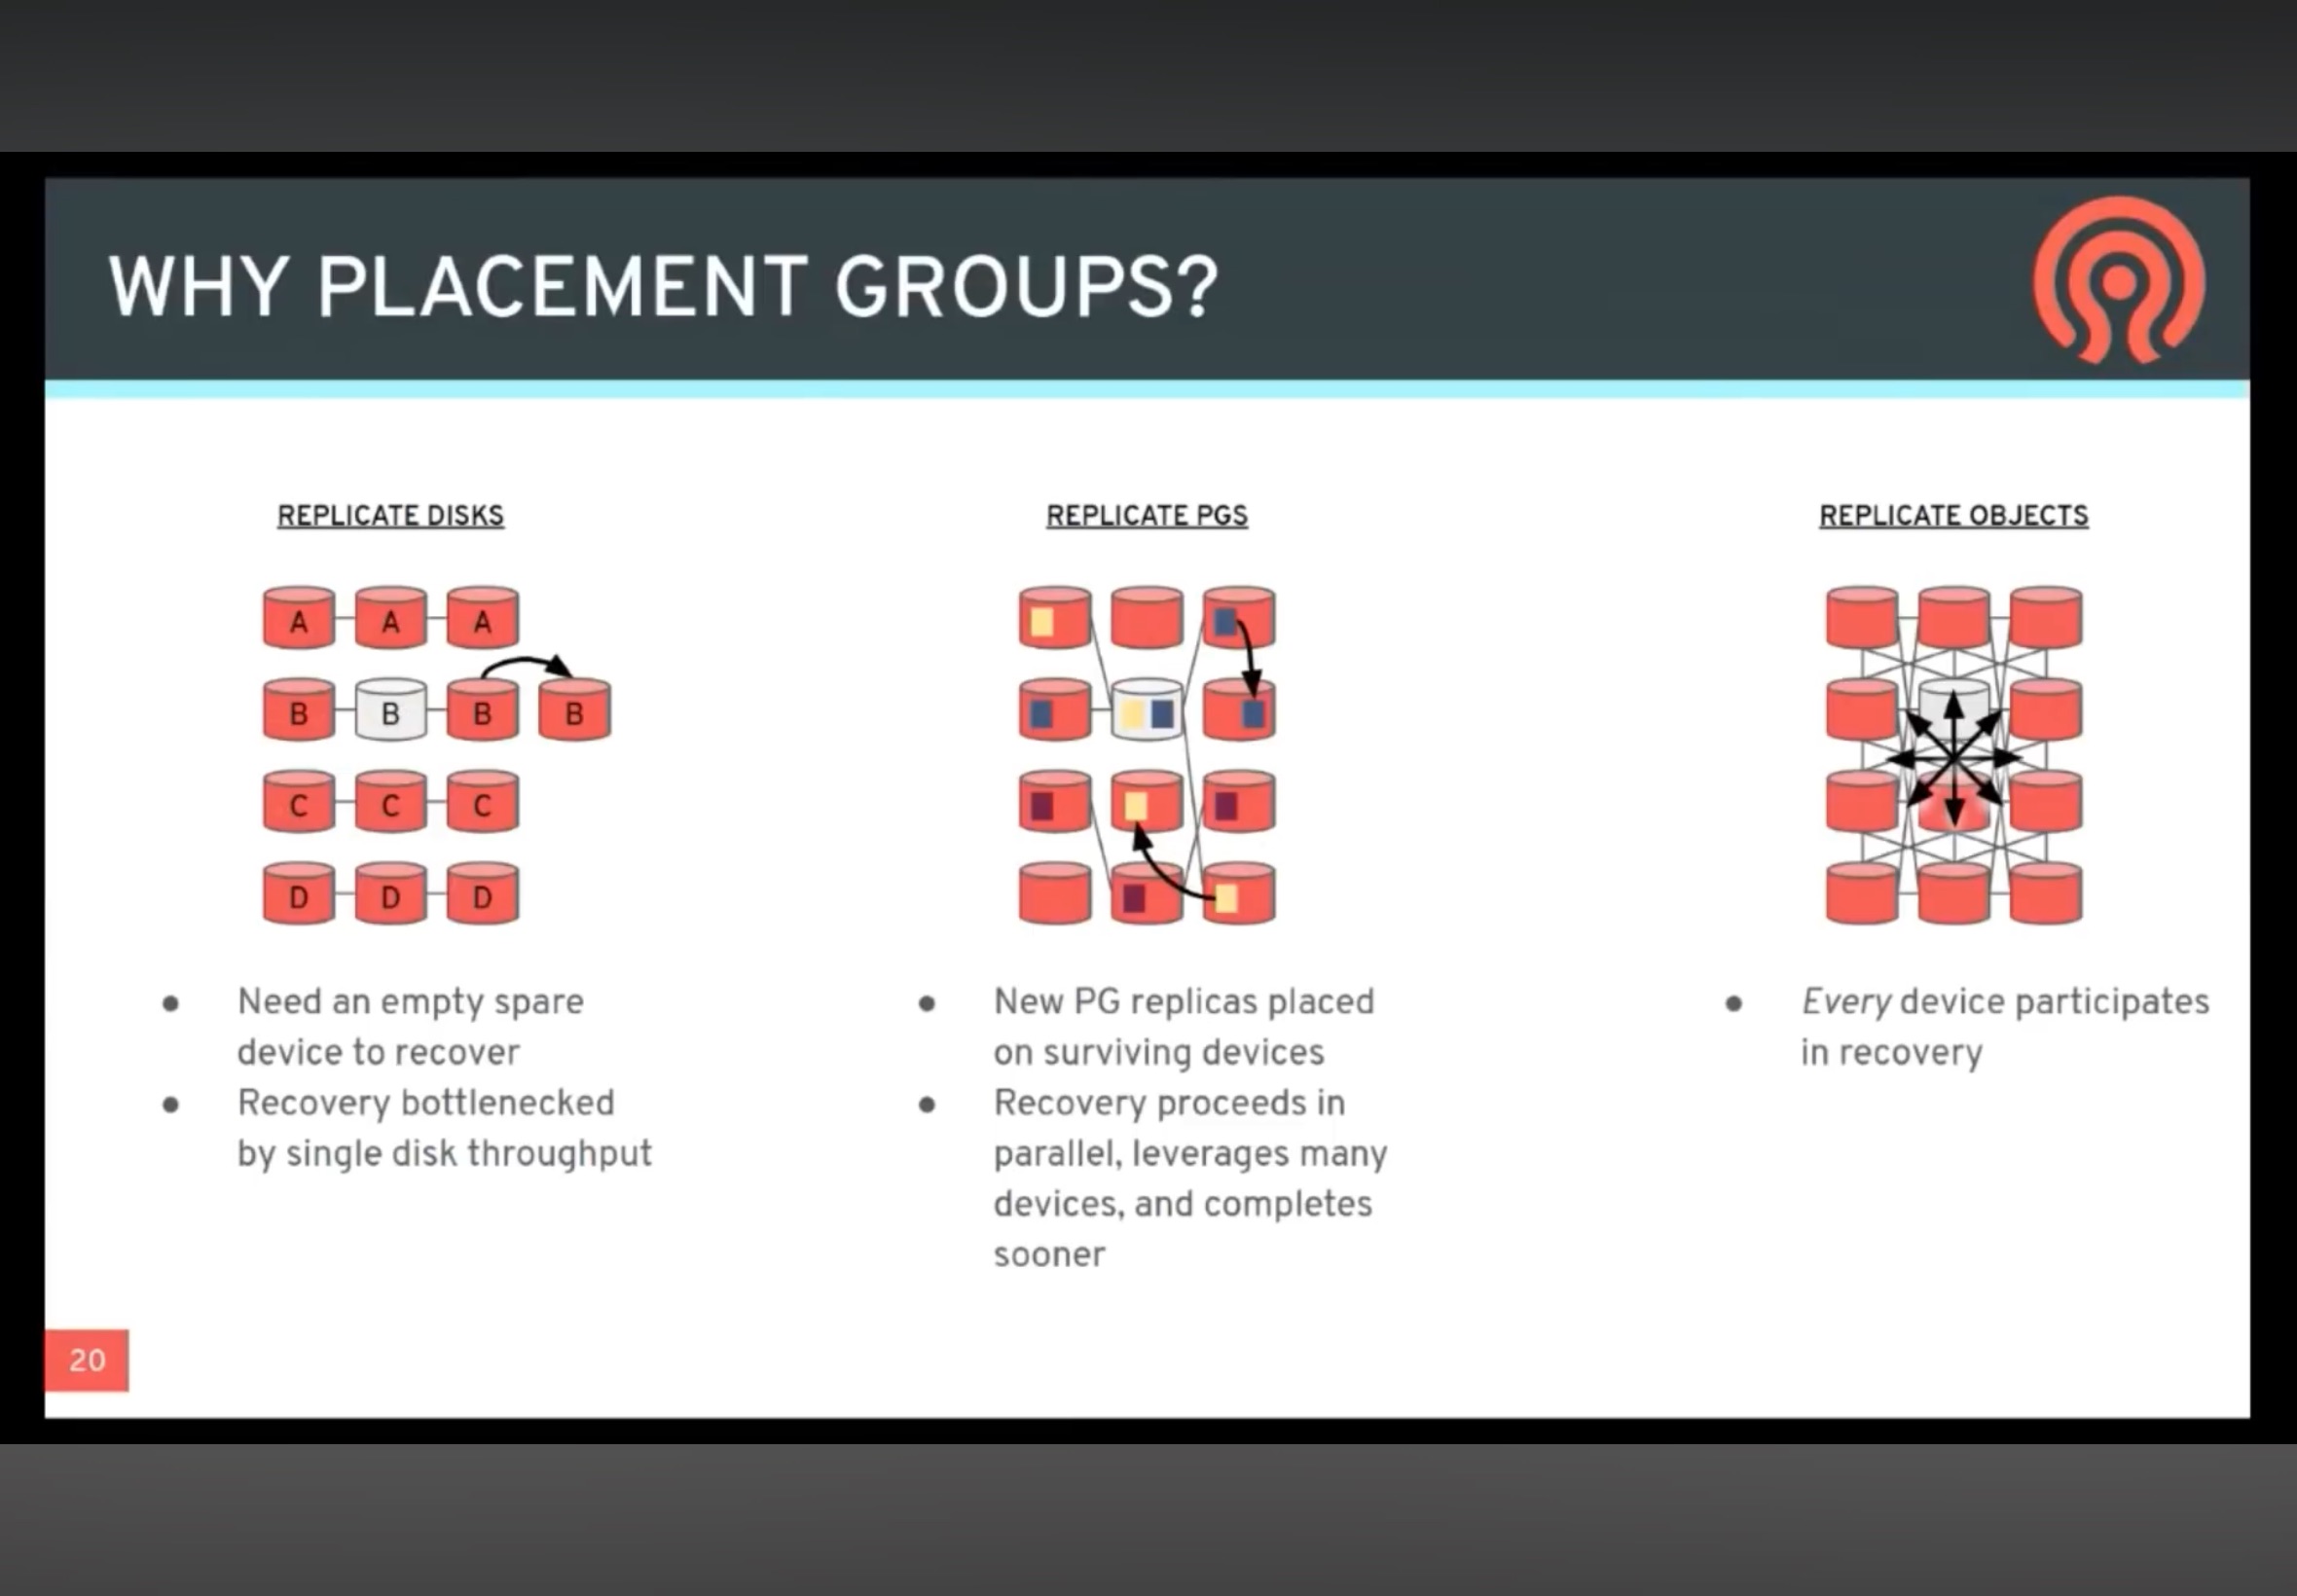 WHY PLACEMENT GROUPS?
REPLICATE DISKS
A A A
B B B B
C C C
D D D
● Need an empty spare
device to recover
● Recovery bottlenecked
by single disk throughput
REPLICATE PGS
● New PG replicas placed
on surviving devices
● Recovery proceeds in
parallel, leverages many
devices, and completes
sooner
REPLICATE OBJECTS
● Every device participates
in recovery
20